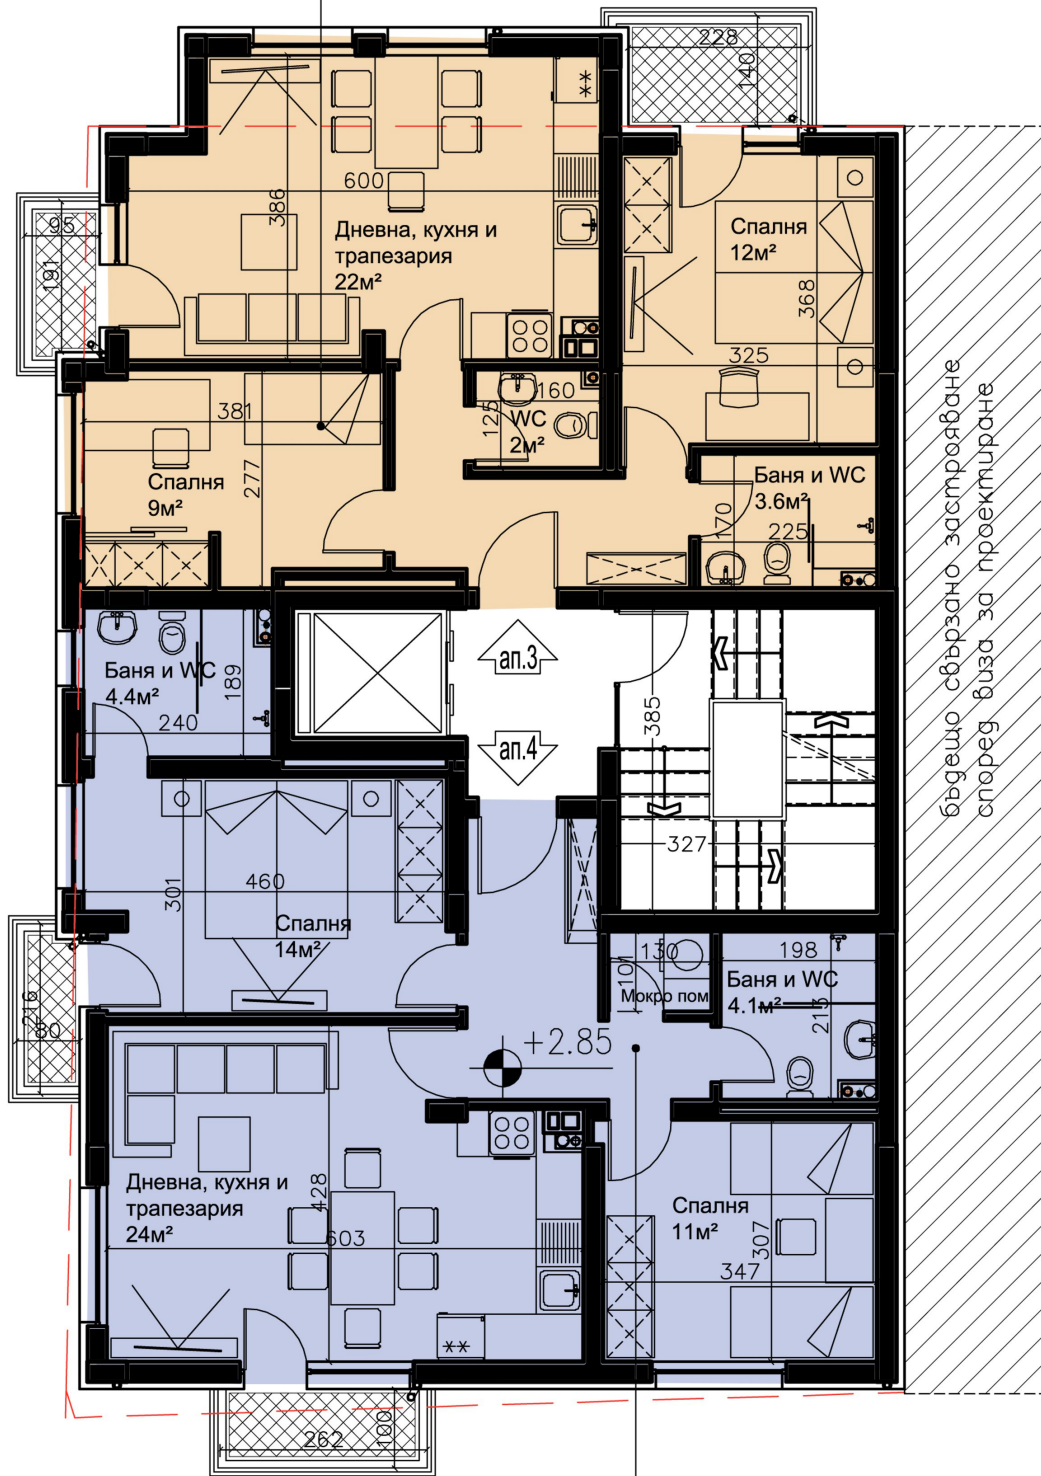 228
140
**
600
386
Дневна, кухня и
трапезария
22м²
Спалня
12м²
368
325
95
191
381
277
Спалня
9м²
160
125
WC
2м²
Баня и WC
3.6м²
170
225
бъдещо свързано застрояване
според виза за проектиране
Баня и WC
4.4м²
189
240
ап.3
ап.4
385
327
301
460
Спалня
14м²
216
80
130
101
Мокро пом
198
Баня и WC
4.1м²
213
+2.85
Дневна, кухня и
трапезария
24м²
428
603
**
Спалня
11м²
307
347
262
100